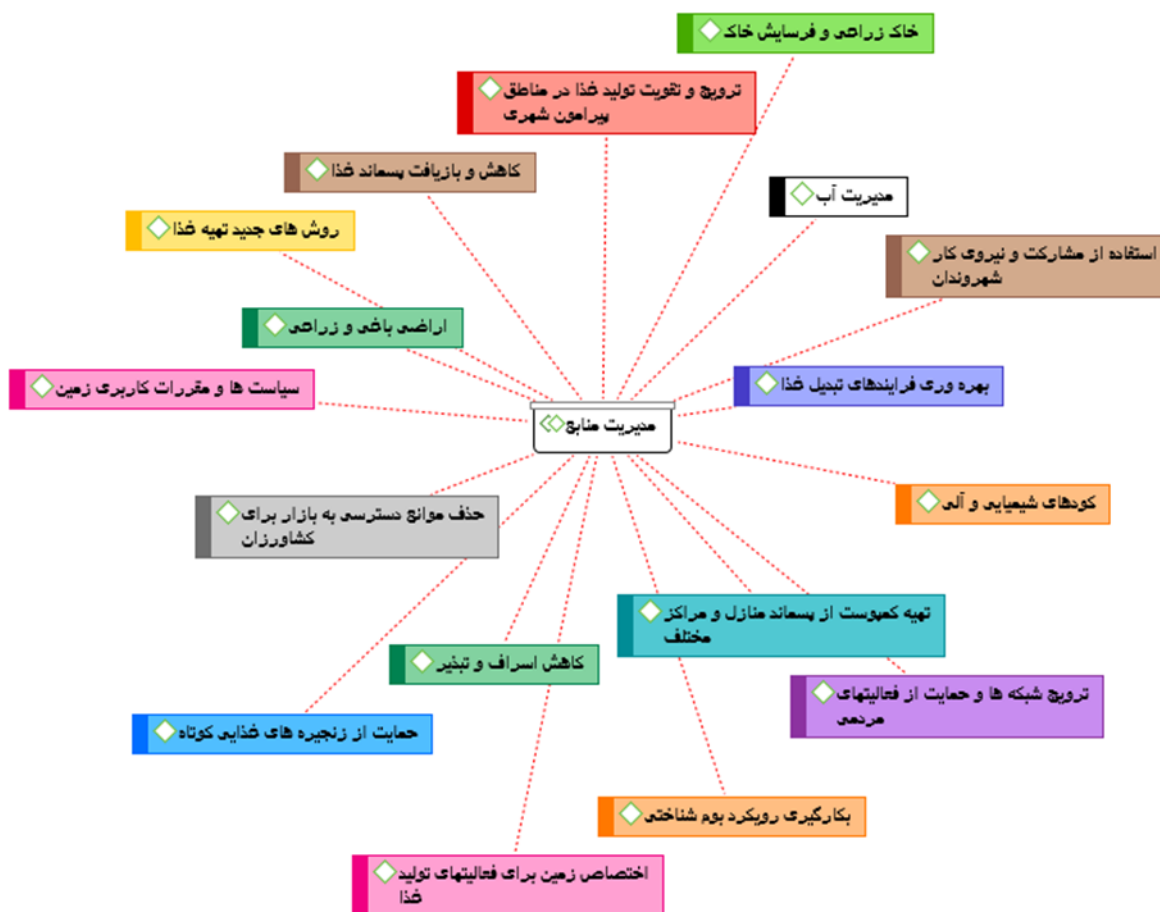 خاک زراعی و فرسایش خاک
ترویج و تقویت تولید غذا در مناطق
پیرامون شهری
کاهش و بازیافت پسماند غذا
مدیریت آب
روش های جدید تهیه غذا
استفاده از مشارکت و نیروی کار
شهروندان
اراضی باغی و زراعی
سیاست ها و مقررات کاربری زمین
بهره وری فرایندهای تبدیل غذا
مدیریت منابع
حذف موانع دسترسی به بازار برای
کشاورزان
کودهای شیمیایی و آلی
تهیه کمپوست از پسماند منازل و مراکز
مختلف
کاهش اسراف و تبذیر
ترویج شبکه ها و حمایت از فعالیتهای
مردمی
حمایت از زنجیره های غذایی کوتاه
بکارگیری رویکرد بوم شناختی
اختصاص زمین برای فعالیتهای تولید
غذا